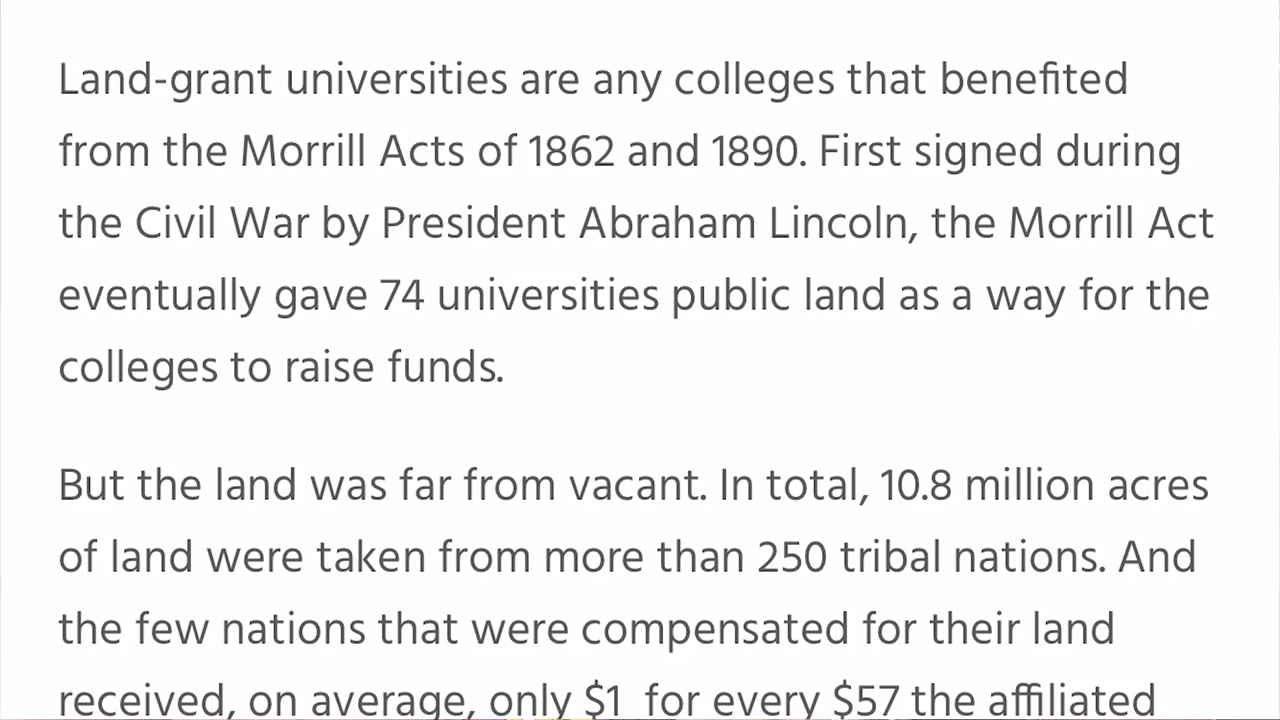 Land-grant universities are any colleges that benefited
from the Morrill Acts of 1862 and 1890. First signed during
the Civil War by President Abraham Lincoln, the Morrill Act
eventually gave 74 universities public land as a way for the
colleges to raise funds.
But the land was far from vacant. In total, 10.8 million acres
of land were taken from more than 250 tribal nations. And
the few nations that were compensated for their land
received, on average, only $1 for every $57 the affiliated